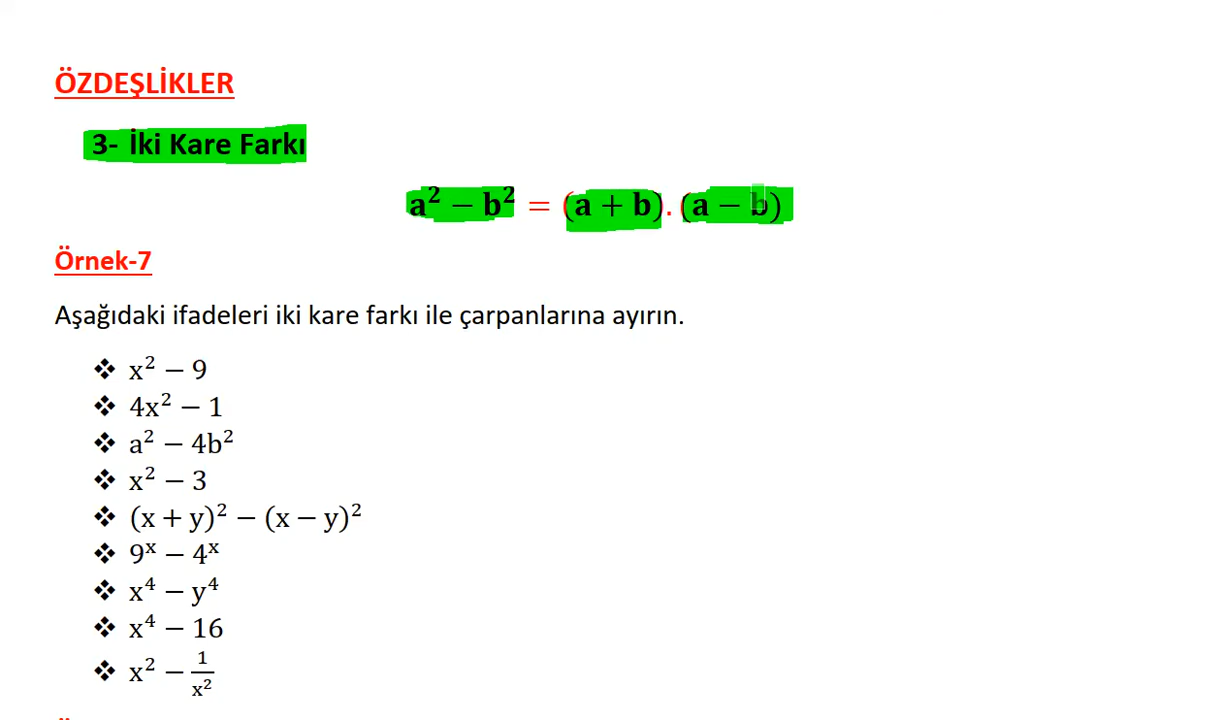 ÖZDEŞLİKLER
3- İki Kare Farkı
a² − b² = (a + b).(a − b)
Örnek-7
Aşağıdaki ifadeleri iki kare farkı ile çarpanlarına ayırın.
❖ x² − 9
❖ 4x² − 1
❖ a² − 4b²
❖ x² − 3
❖ (x + y)² − (x − y)²
❖ 9ˣ − 4ˣ
❖ x⁴ − y⁴
❖ x⁴ − 16
❖ x² − 1/x²